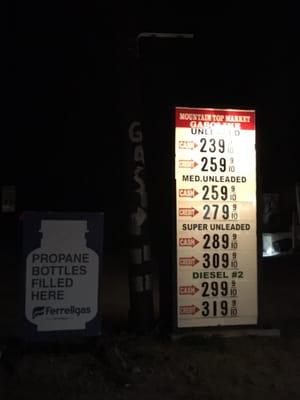 MOUNTAIN TOP MARKET
GASOLINE
UNLEADED
CASH 239 9/10
CREDIT 259 9/10
MED.UNLEADED
CASH 259 9/10
CREDIT 279 9/10
SUPER UNLEADED
CASH 289 9/10
CREDIT 309 9/10
DIESEL #2
CASH 299 9/10
CREDIT 319 9/10
GAS
PROPANE
BOTTLES
FILLED
HERE
Ferrellgas